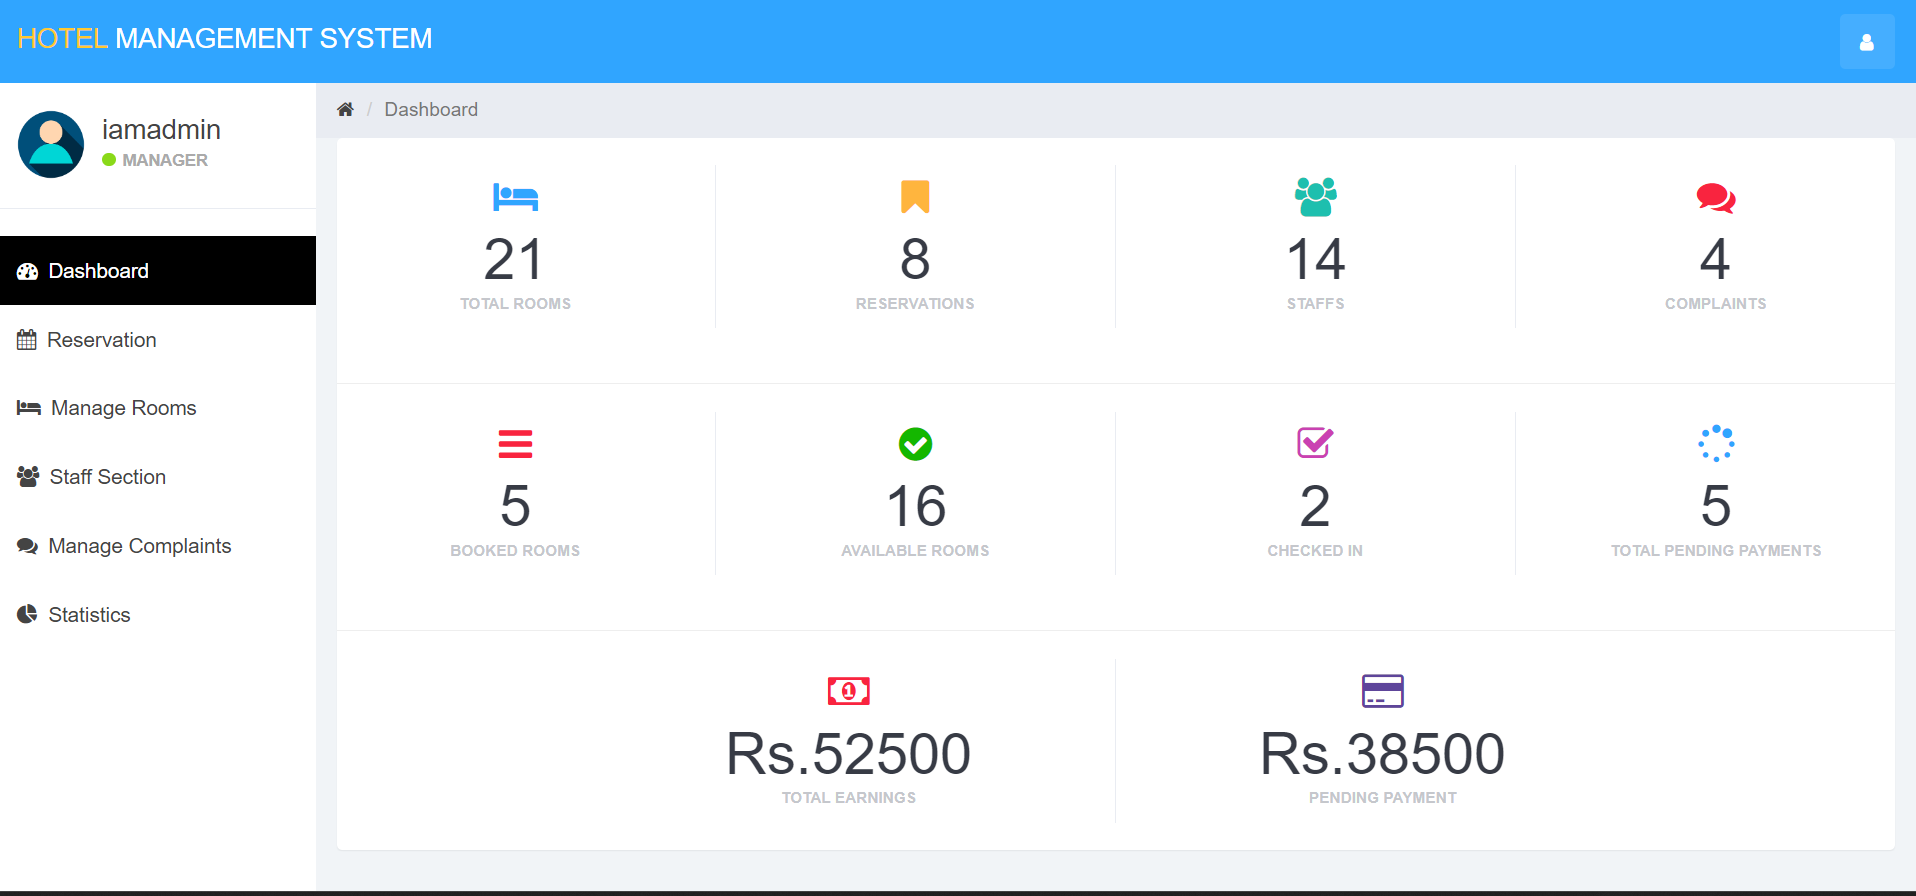 HOTEL MANAGEMENT SYSTEM
iamadmin
MANAGER
/ Dashboard
Dashboard
Reservation
Manage Rooms
Staff Section
Manage Complaints
Statistics
21
TOTAL ROOMS
8
RESERVATIONS
14
STAFFS
4
COMPLAINTS
5
BOOKED ROOMS
16
AVAILABLE ROOMS
2
CHECKED IN
5
TOTAL PENDING PAYMENTS
1
Rs.52500
TOTAL EARNINGS
Rs.38500
PENDING PAYMENT